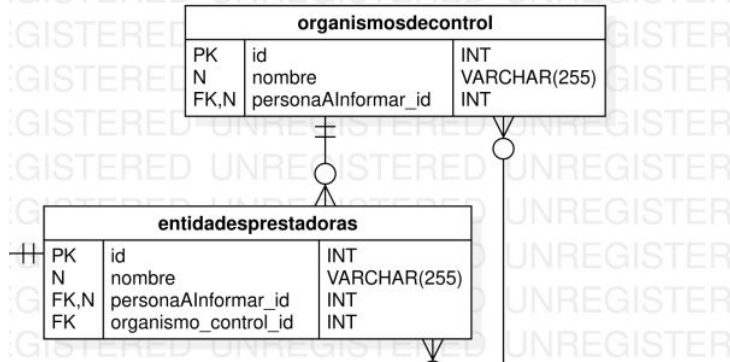 organismosdecontrol
PK id INT
N nombre VARCHAR(255)
FK,N personaAInformar_id INT
entidadesprestadoras
PK id INT
N nombre VARCHAR(255)
FK,N personaAInformar_id INT
FK organismo_control_id INT